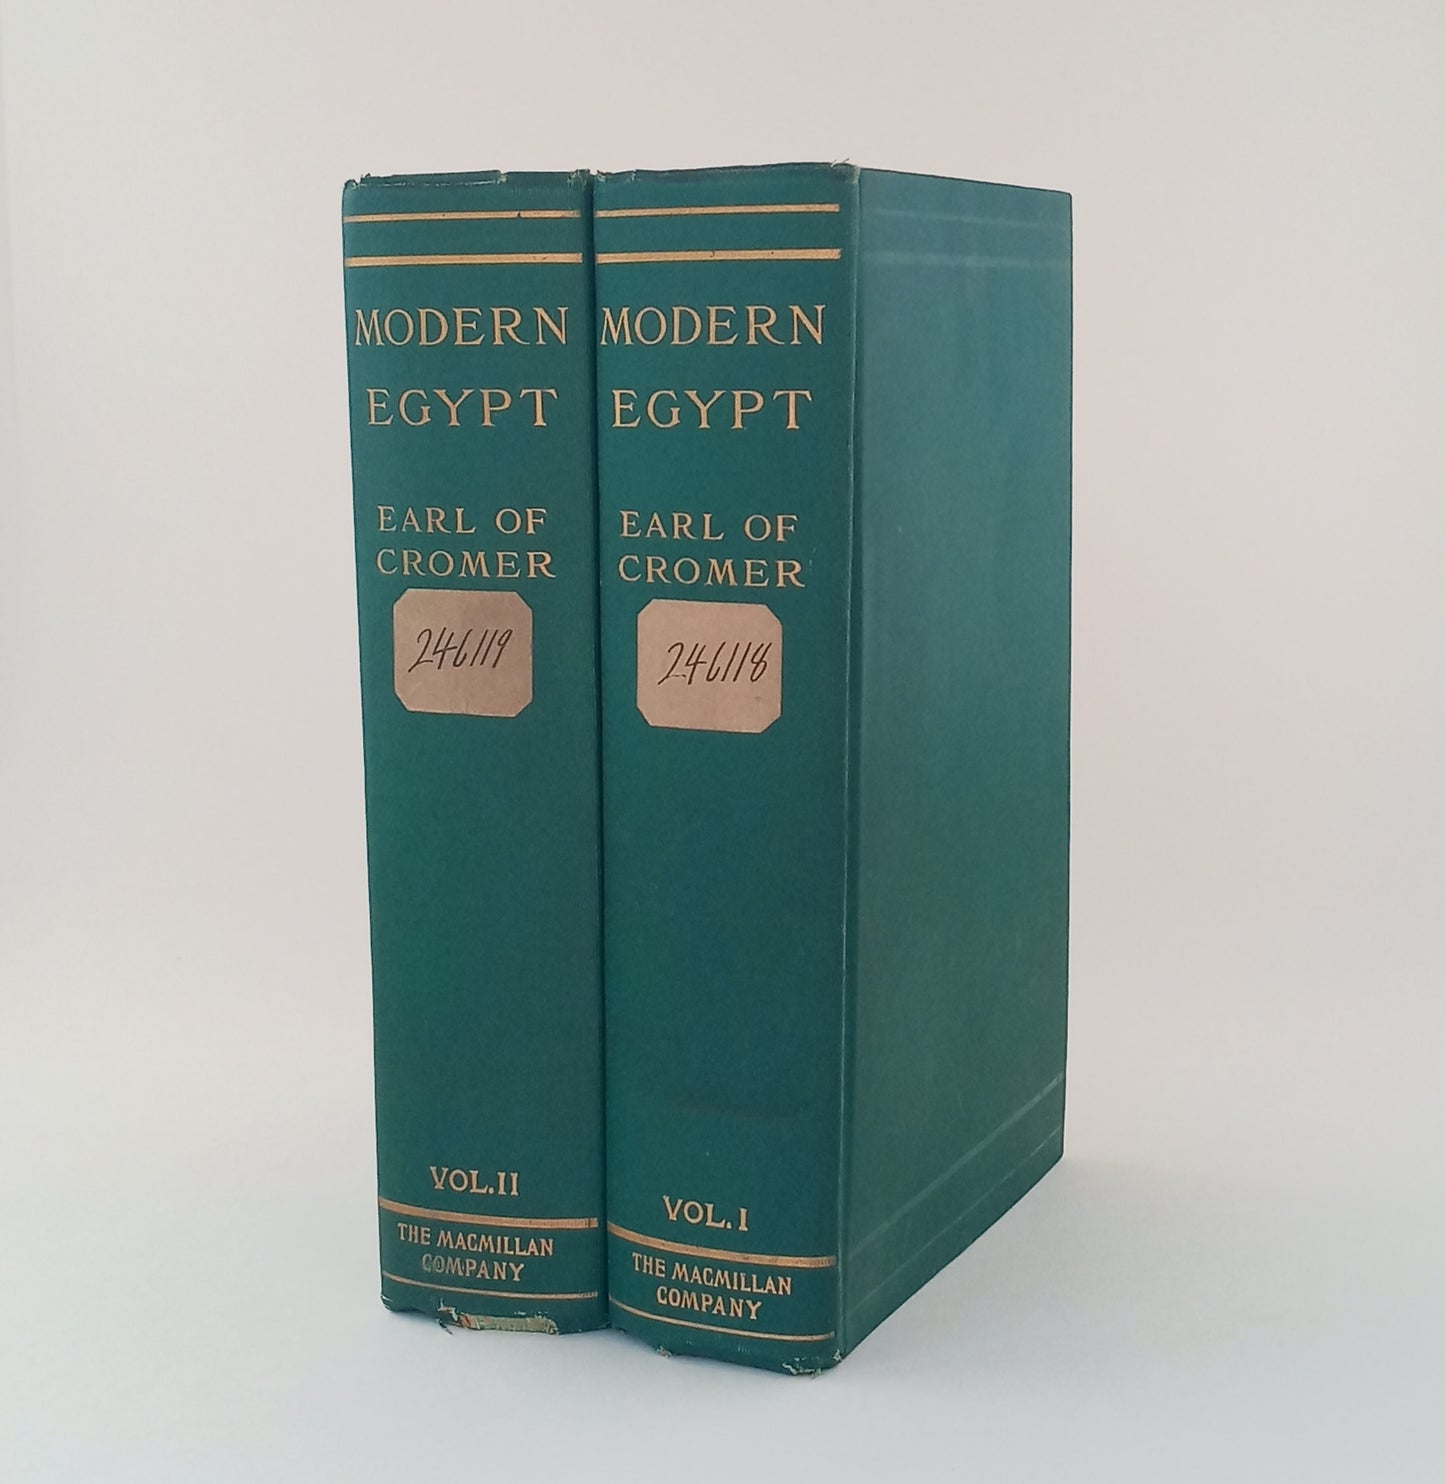 MODERN
EGYPT
EARL OF
CROMER
246119
VOL.II
THE MACMILLAN
COMPANY
MODERN
EGYPT
EARL OF
CROMER
246118
VOL.I
THE MACMILLAN
COMPANY